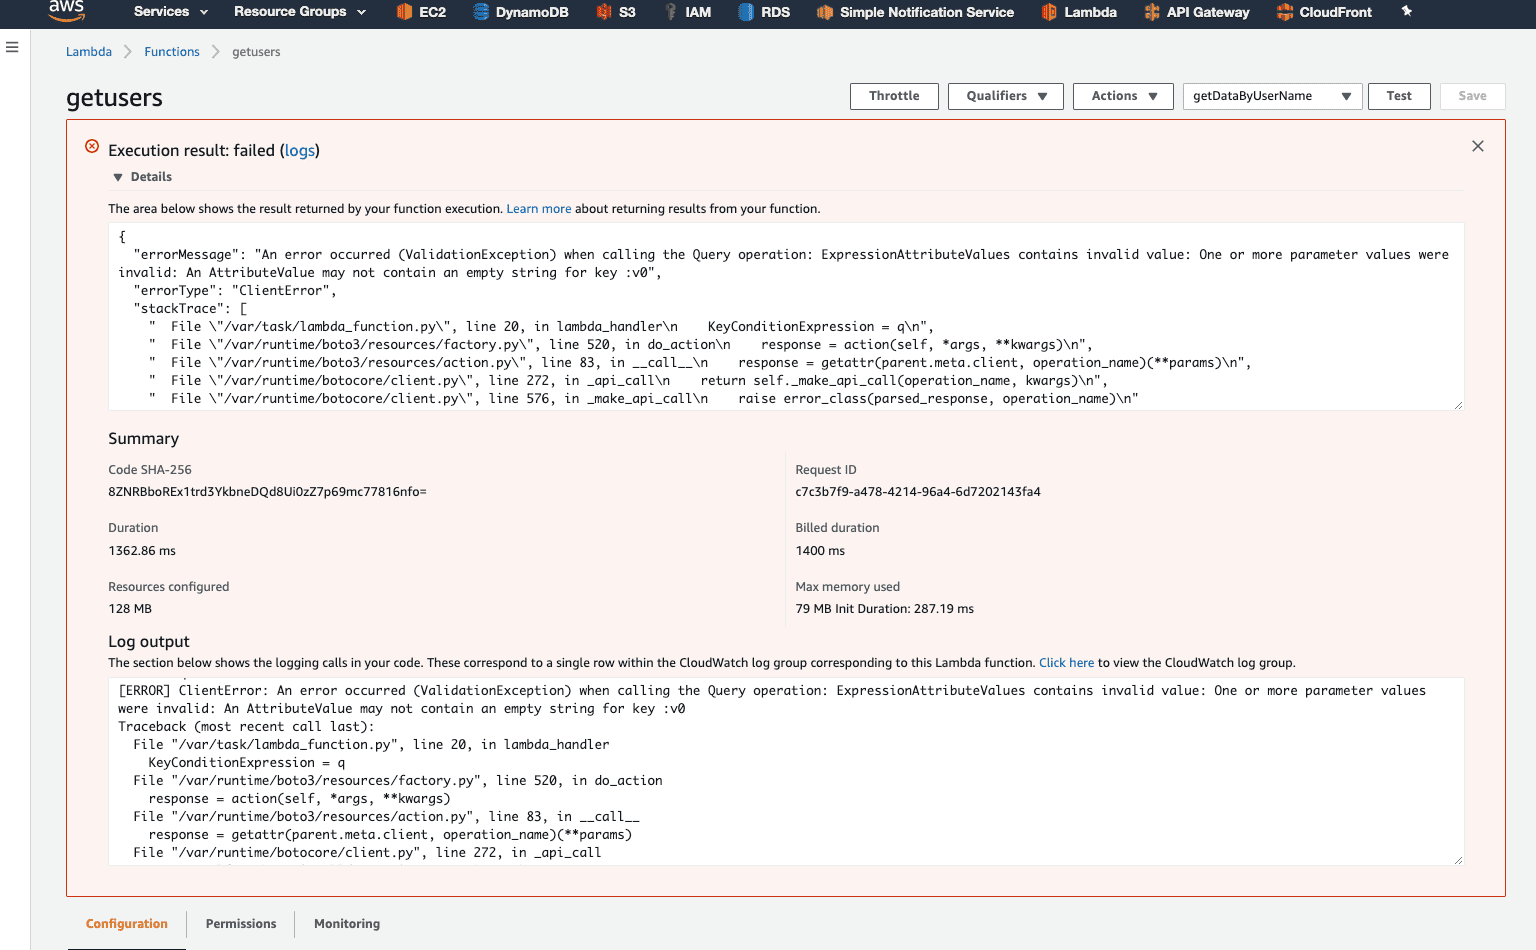 aws Services Resource Groups EC2 DynamoDB S3 IAM RDS Simple Notification Service Lambda API Gateway CloudFront
Lambda Functions getusers
getusers Throttle Qualifiers Actions getDataByUserName Test Save
Execution result: failed (logs)
Details
The area below shows the result returned by your function execution. Learn more about returning results from your function.
{
"errorMessage": "An error occurred (ValidationException) when calling the Query operation: ExpressionAttributeValues contains invalid value: One or more parameter values were
invalid: An AttributeValue may not contain an empty string for key :v0",
"errorType": "ClientError",
"stackTrace": [
"  File \"/var/task/lambda_function.py\", line 20, in lambda_handler\n    KeyConditionExpression = q\n",
"  File \"/var/runtime/boto3/resources/factory.py\", line 520, in do_action\n    response = action(self, *args, **kwargs)\n",
"  File \"/var/runtime/boto3/resources/action.py\", line 83, in __call__\n    response = getattr(parent.meta.client, operation_name)(**params)\n",
"  File \"/var/runtime/botocore/client.py\", line 272, in _api_call\n    return self._make_api_call(operation_name, kwargs)\n",
"  File \"/var/runtime/botocore/client.py\", line 576, in _make_api_call\n    raise error_class(parsed_response, operation_name)\n"
Summary
Code SHA-256
8ZNRBboREx1trd3YkbneDQd8Ui0zZ7p69mc77816nfo=
Request ID
c7c3b7f9-a478-4214-96a4-6d7202143fa4
Duration
1362.86 ms
Billed duration
1400 ms
Resources configured
128 MB
Max memory used
79 MB Init Duration: 287.19 ms
Log output
The section below shows the logging calls in your code. These correspond to a single row within the CloudWatch log group corresponding to this Lambda function. Click here to view the CloudWatch log group.
[ERROR] ClientError: An error occurred (ValidationException) when calling the Query operation: ExpressionAttributeValues contains invalid value: One or more parameter values
were invalid: An AttributeValue may not contain an empty string for key :v0
Traceback (most recent call last):
File "/var/task/lambda_function.py", line 20, in lambda_handler
KeyConditionExpression = q
File "/var/runtime/boto3/resources/factory.py", line 520, in do_action
response = action(self, *args, **kwargs)
File "/var/runtime/boto3/resources/action.py", line 83, in __call__
response = getattr(parent.meta.client, operation_name)(**params)
File "/var/runtime/botocore/client.py", line 272, in _api_call
Configuration Permissions Monitoring